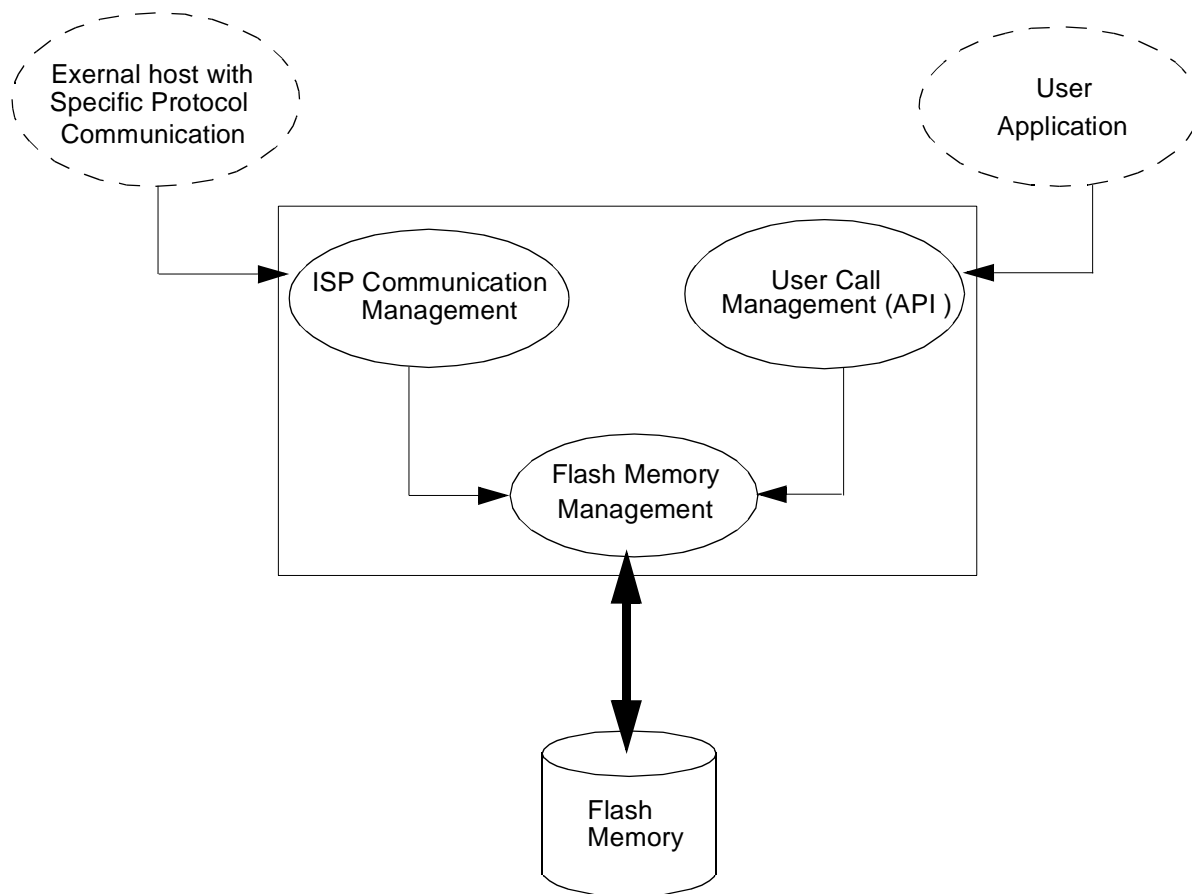 Exernal host with
Specific Protocol
Communication
User
Application
ISP Communication
Management
User Call
Management (API )
Flash Memory
Management
Flash
Memory